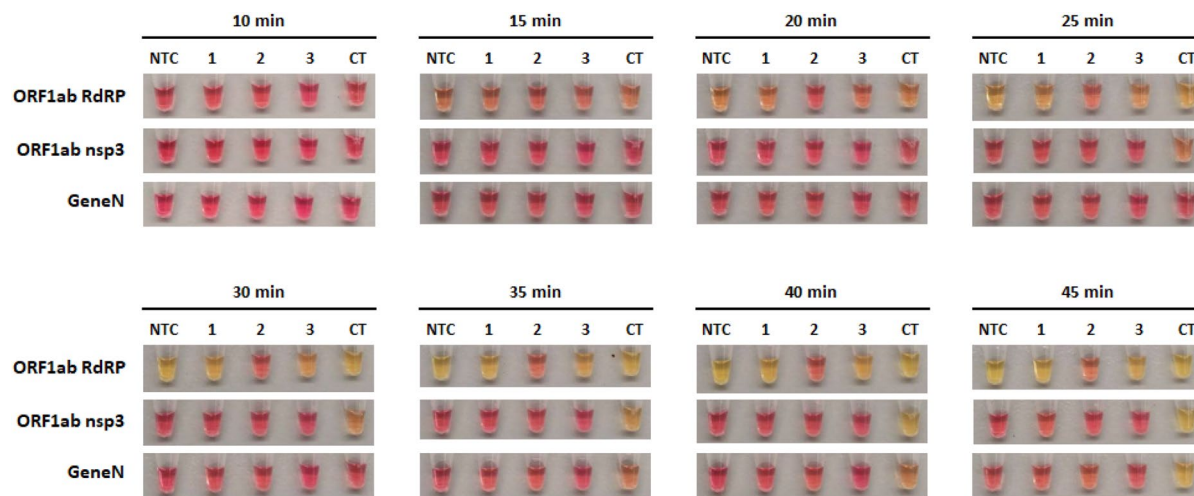 10 min 15 min 20 min 25 min
NTC 1 2 3 CT NTC 1 2 3 CT NTC 1 2 3 CT NTC 1 2 3 CT
ORF1ab RdRP
ORF1ab nsp3
GeneN
30 min 35 min 40 min 45 min
NTC 1 2 3 CT NTC 1 2 3 CT NTC 1 2 3 CT NTC 1 2 3 CT
ORF1ab RdRP
ORF1ab nsp3
GeneN